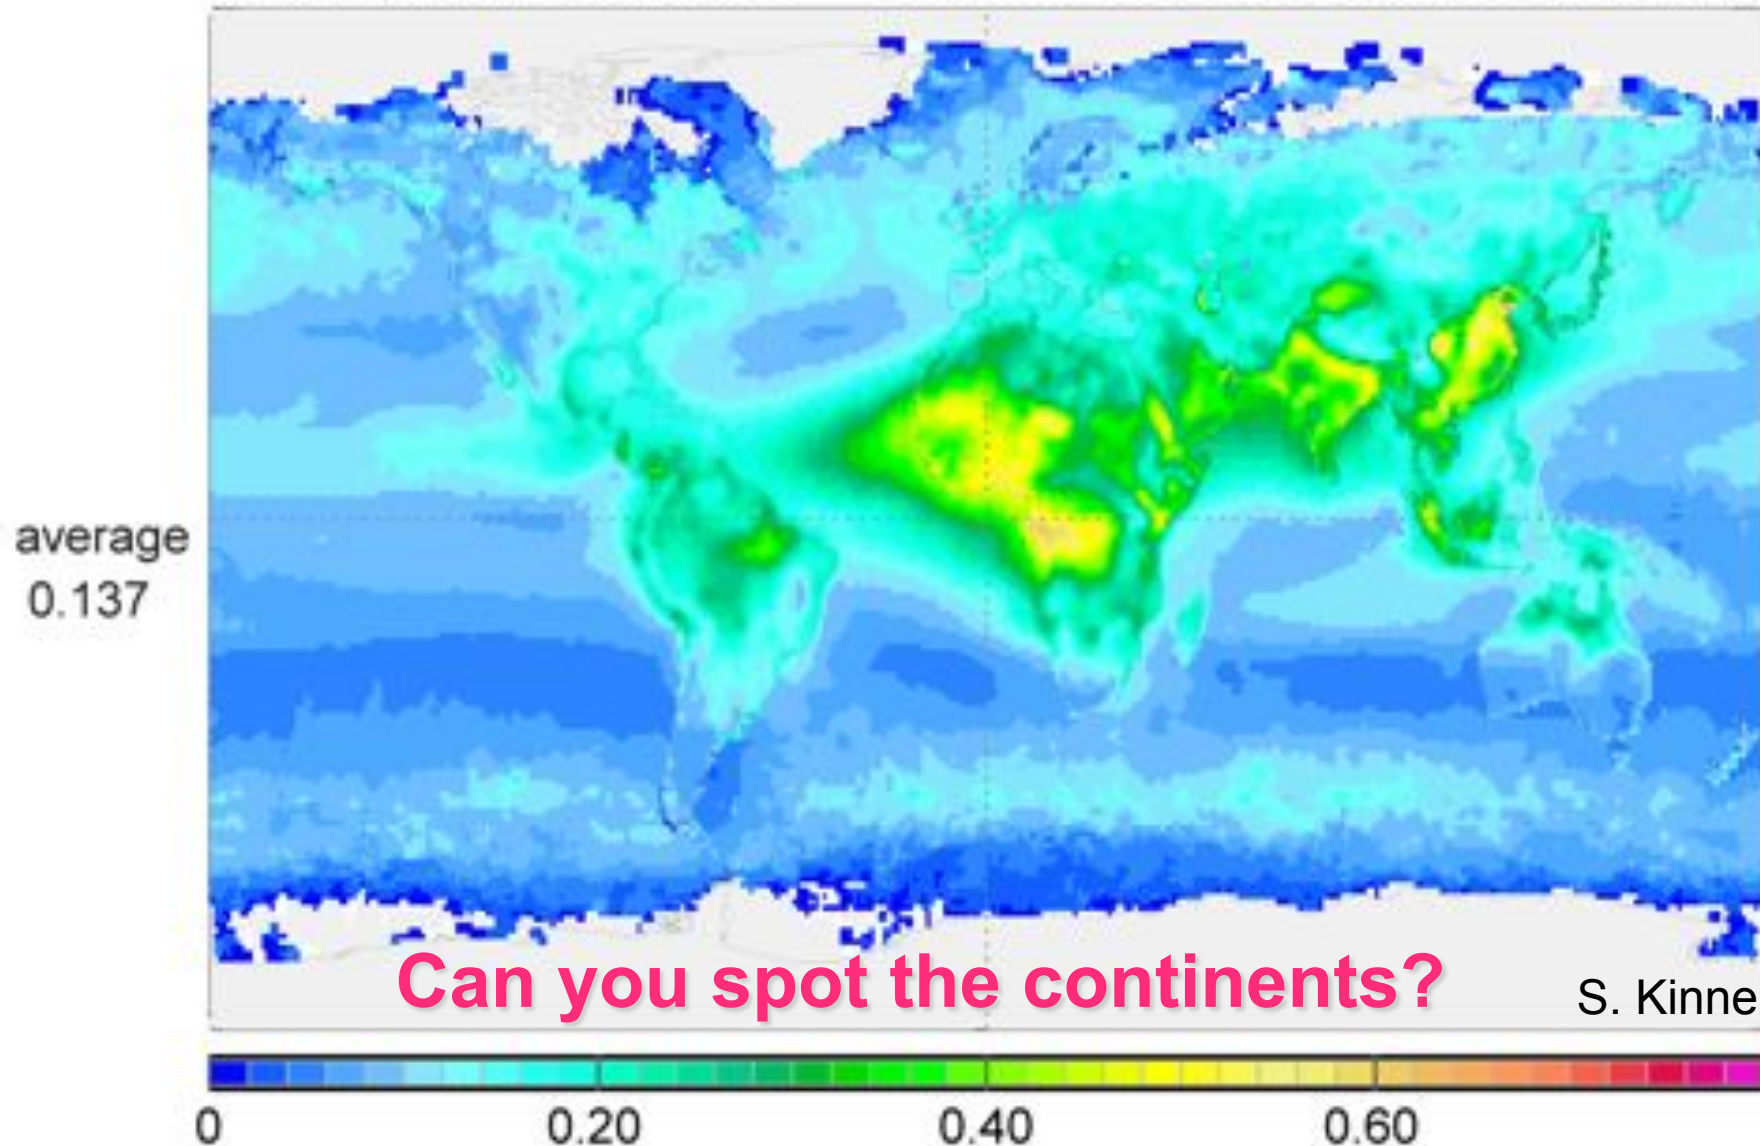 average
0.137
Can you spot the continents?
S. Kinne
0 0.20 0.40 0.60